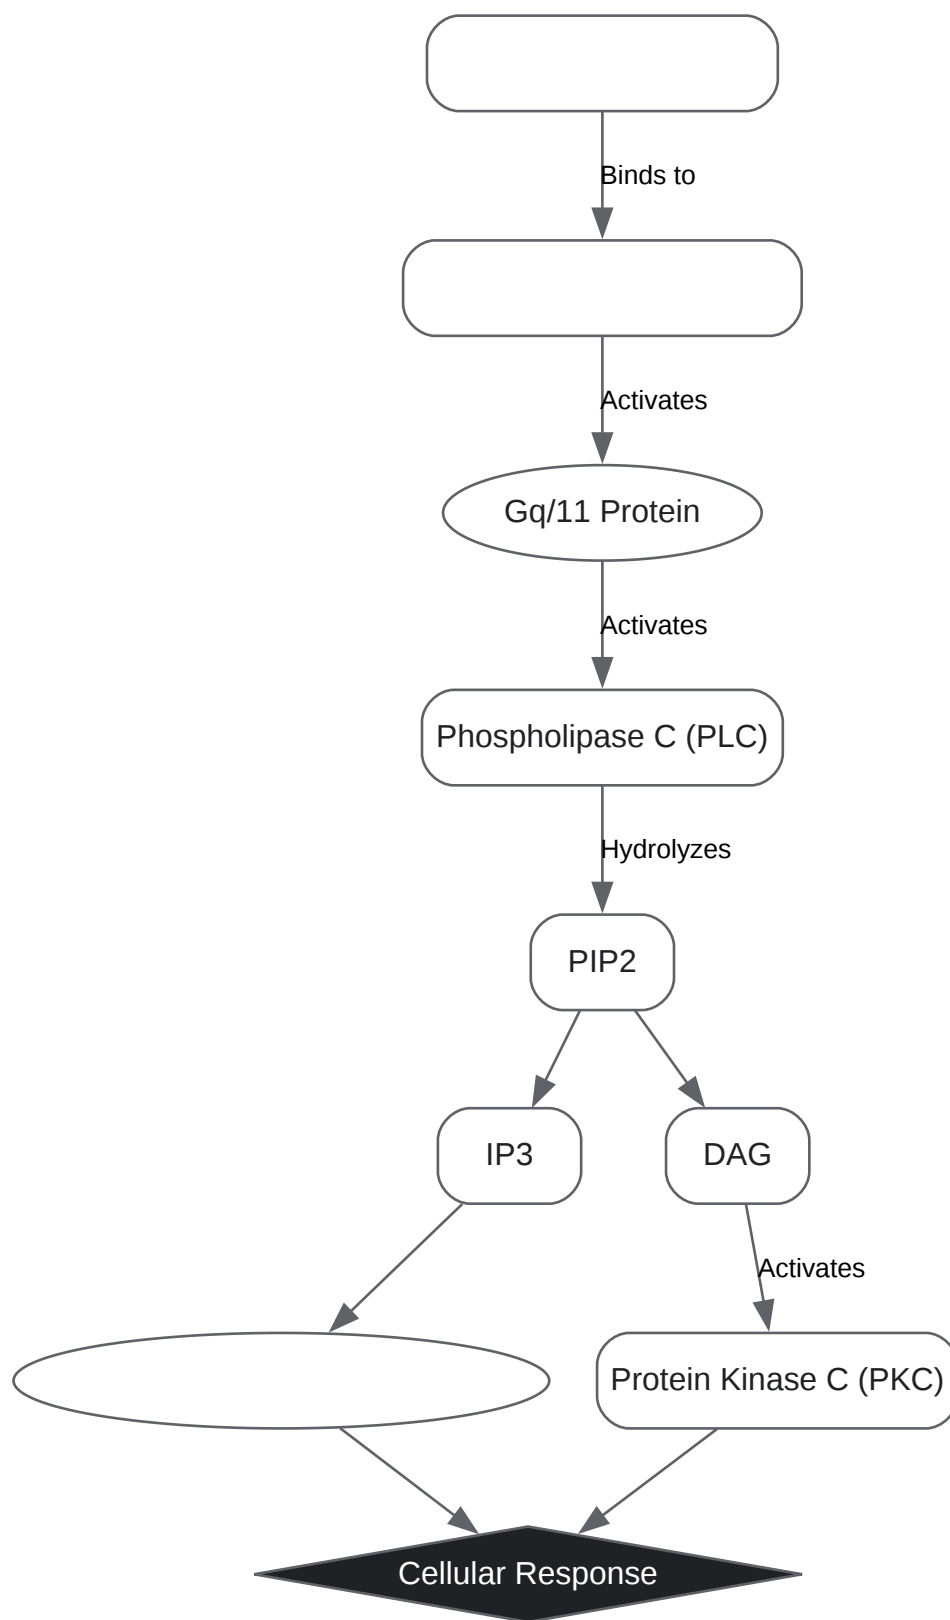 Binds to
Activates
Gq/11 Protein
Activates
Phospholipase C (PLC)
Hydrolyzes
PIP2
IP3
DAG
Activates
Protein Kinase C (PKC)
Cellular Response